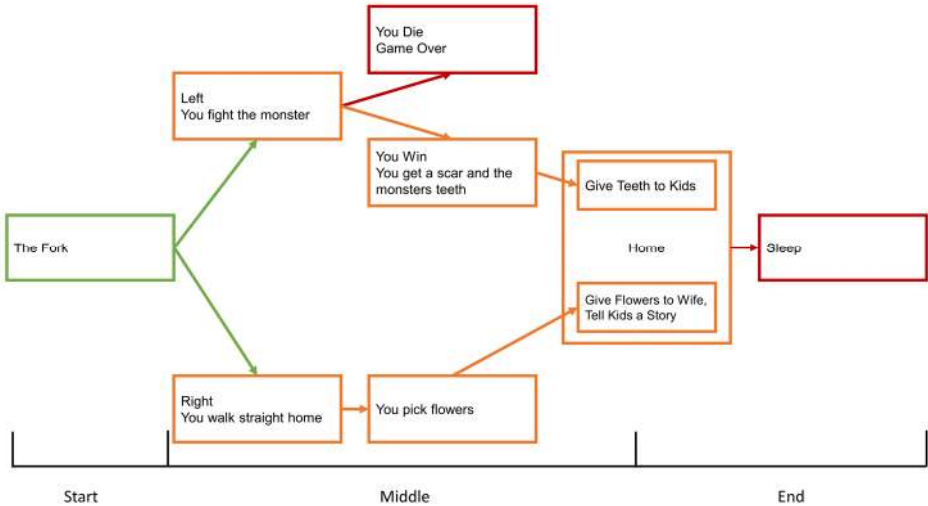 You Die
Game Over
Left
You fight the monster
You Win
You get a scar and the
monsters teeth
Give Teeth to Kids
The Fork
Home
Sleep
Give Flowers to Wife,
Tell Kids a Story
Right
You walk straight home
You pick flowers
Start
Middle
End